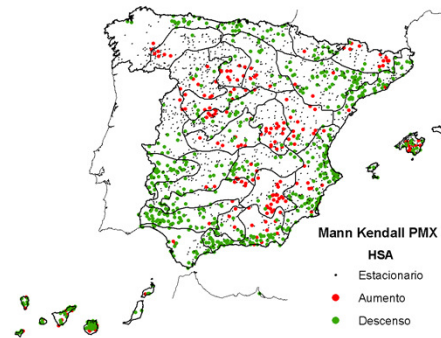 Mann Kendall PMX
HSA
Estacionario
Aumento
Descenso